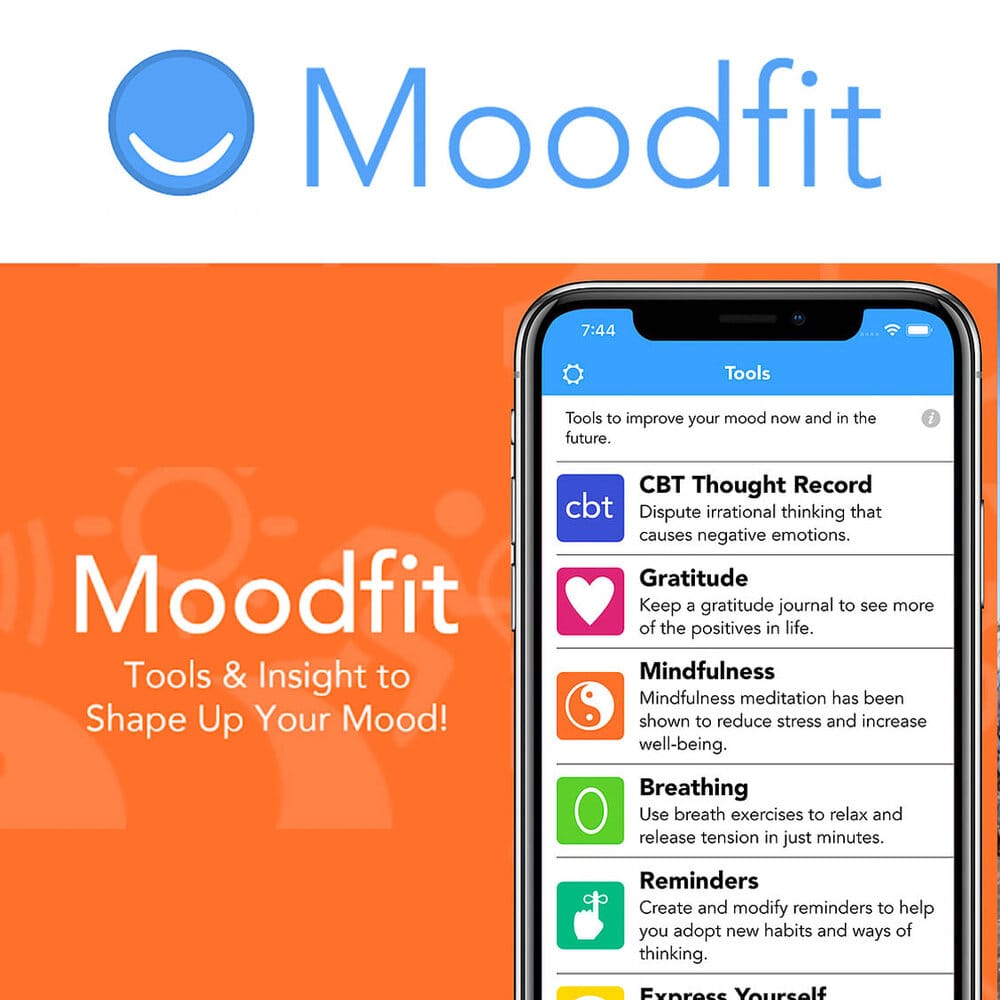 Moodfit
Moodfit
Tools & Insight to
Shape Up Your Mood!
7:44
Tools
Tools to improve your mood now and in the
future.
i
cbt
CBT Thought Record
Dispute irrational thinking that
causes negative emotions.
Gratitude
Keep a gratitude journal to see more
of the positives in life.
Mindfulness
Mindfulness meditation has been
shown to reduce stress and increase
well-being.
Breathing
Use breath exercises to relax and
release tension in just minutes.
Reminders
Create and modify reminders to help
you adopt new habits and ways of
thinking.
Express Yourself